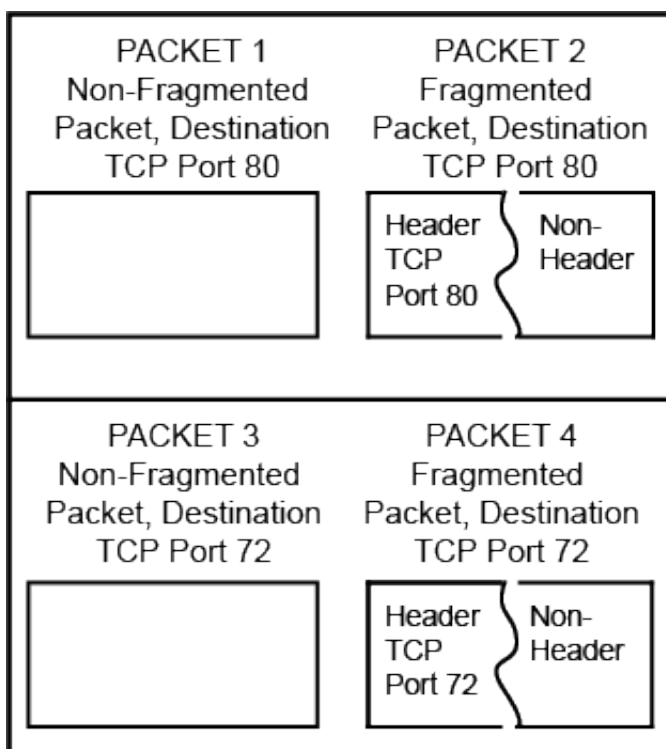 PACKET 1
Non-Fragmented
Packet, Destination
TCP Port 80
PACKET 2
Fragmented
Packet, Destination
TCP Port 80
Header
TCP
Port 80
Non-
Header
PACKET 3
Non-Fragmented
Packet, Destination
TCP Port 72
PACKET 4
Fragmented
Packet, Destination
TCP Port 72
Header
TCP
Port 72
Non-
Header